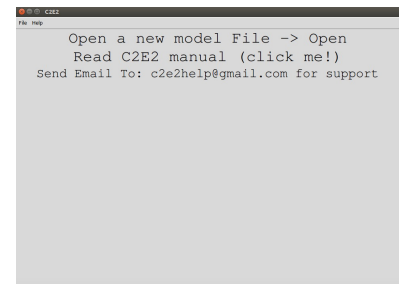 C2E2
File Help
Open a new model File -> Open
Read C2E2 manual (click me!)
Send Email To: c2e2help@gmail.com for support